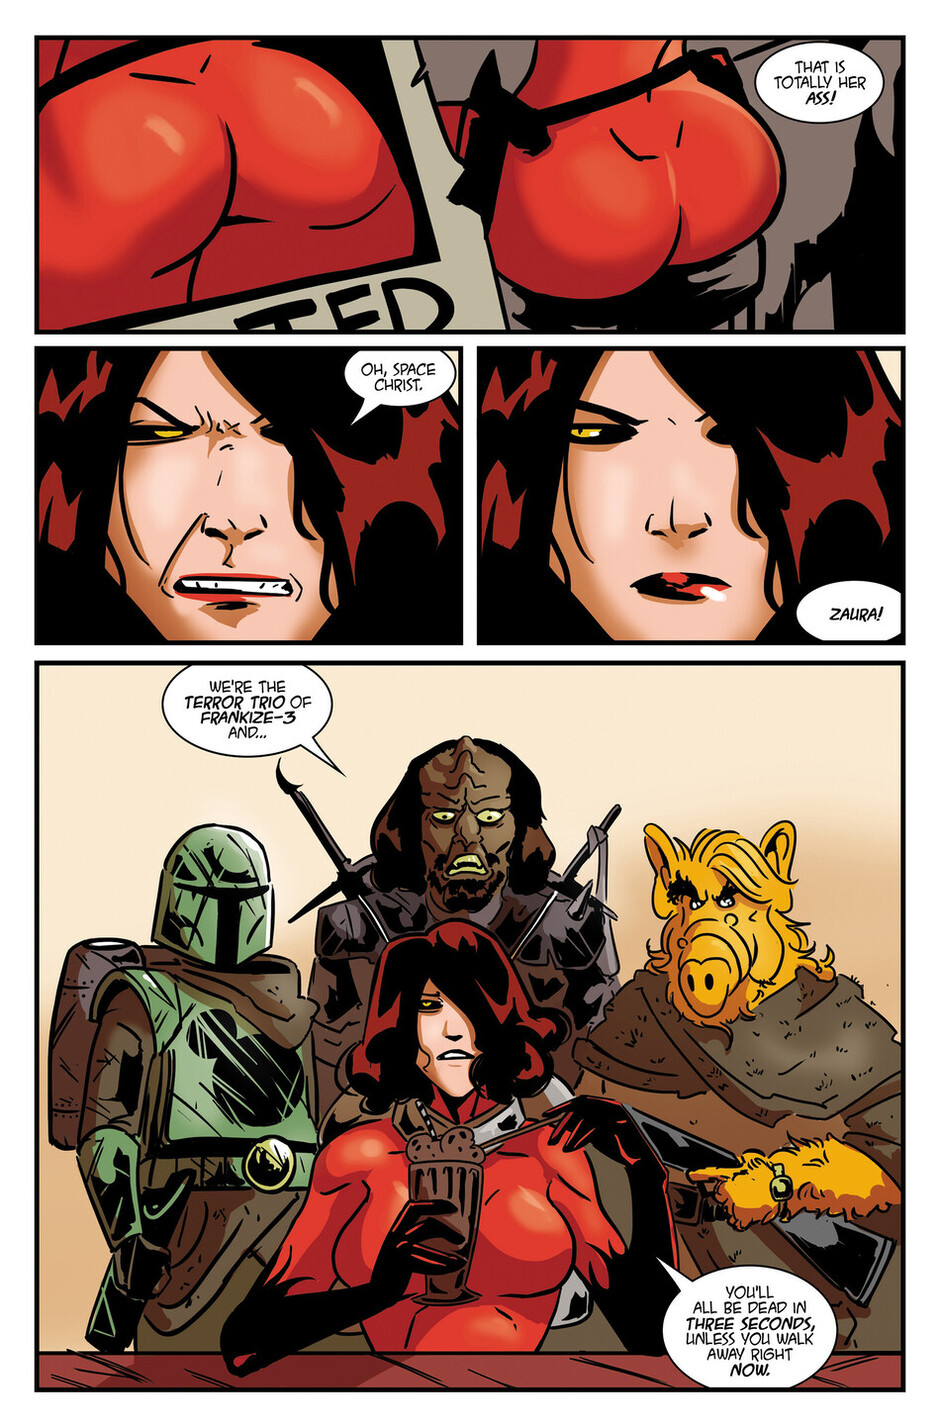 THAT IS
TOTALLY HER
ASS!
TED
OH, SPACE
CHRIST.
ZAURA!
WE'RE THE
TERROR TRIO OF
FRANKIZE-3
AND...
YOU'LL
ALL BE DEAD IN
THREE SECONDS,
UNLESS YOU WALK
AWAY RIGHT
NOW.